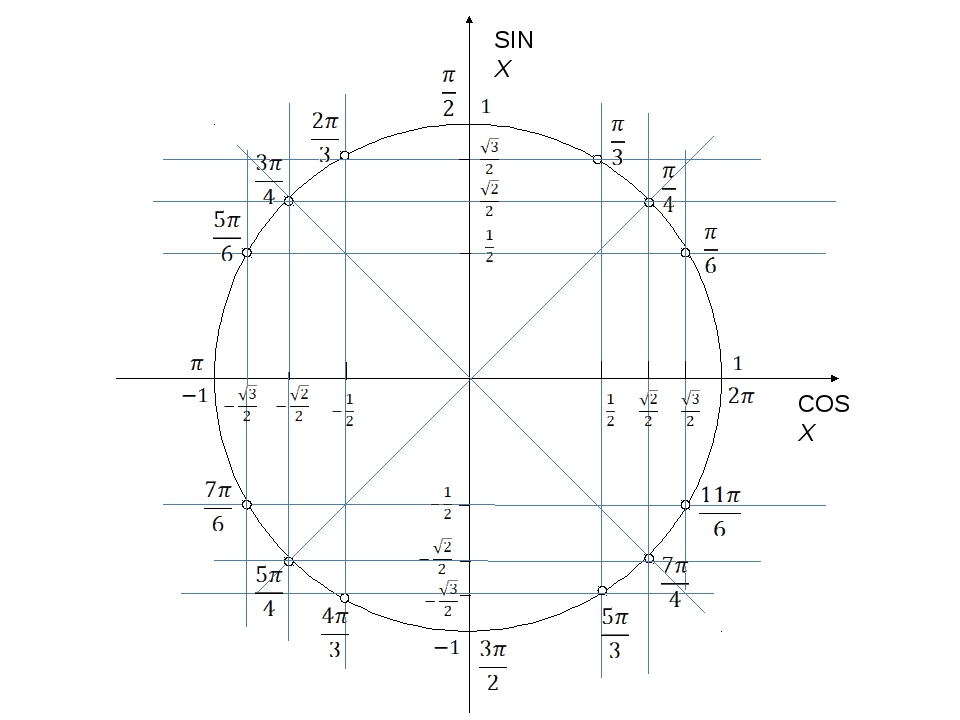 SIN
X
π/2
1
2π/3
π/3
√3/2
3π/4
π/4
√2/2
5π/6
π/6
1/2
π
1
−1
−√3/2
−√2/2
−1/2
1/2
√2/2
√3/2
2π
COS
X
7π/6
−1/2
11π/6
−√2/2
5π/4
7π/4
−√3/2
4π/3
5π/3
−1
3π/2